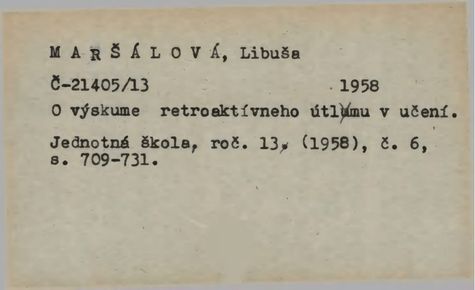 M A R Š Á L O V Á, Libuša
Č-21405/13 1958
O výskume retroaktívneho útlmu v učení.
Jednotná škola, roč. 13, (1958), č. 6,
s. 709-731.